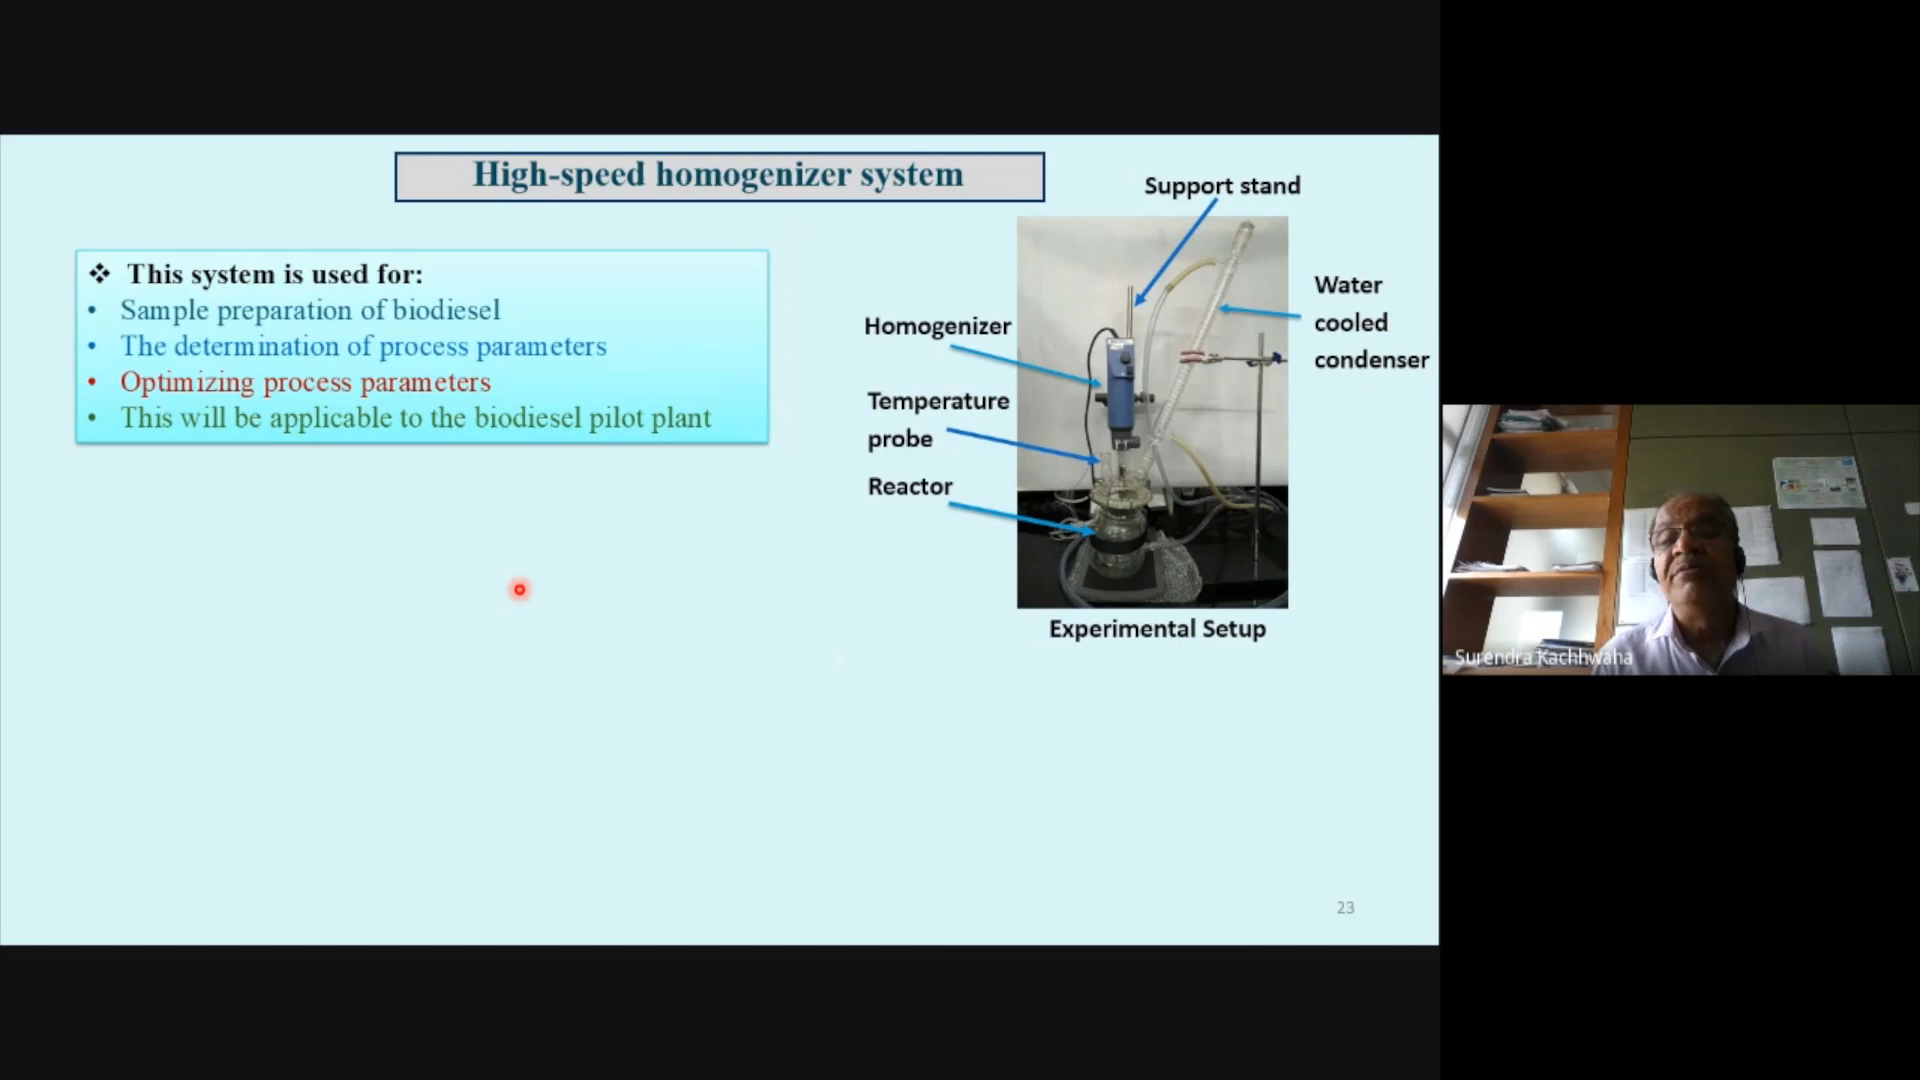 High-speed homogenizer system
❖ This system is used for:
• Sample preparation of biodiesel
• The determination of process parameters
• Optimizing process parameters
• This will be applicable to the biodiesel pilot plant
Support stand
Water
cooled
condenser
Homogenizer
Temperature
probe
Reactor
Experimental Setup
23
Surendra Kachhwaha